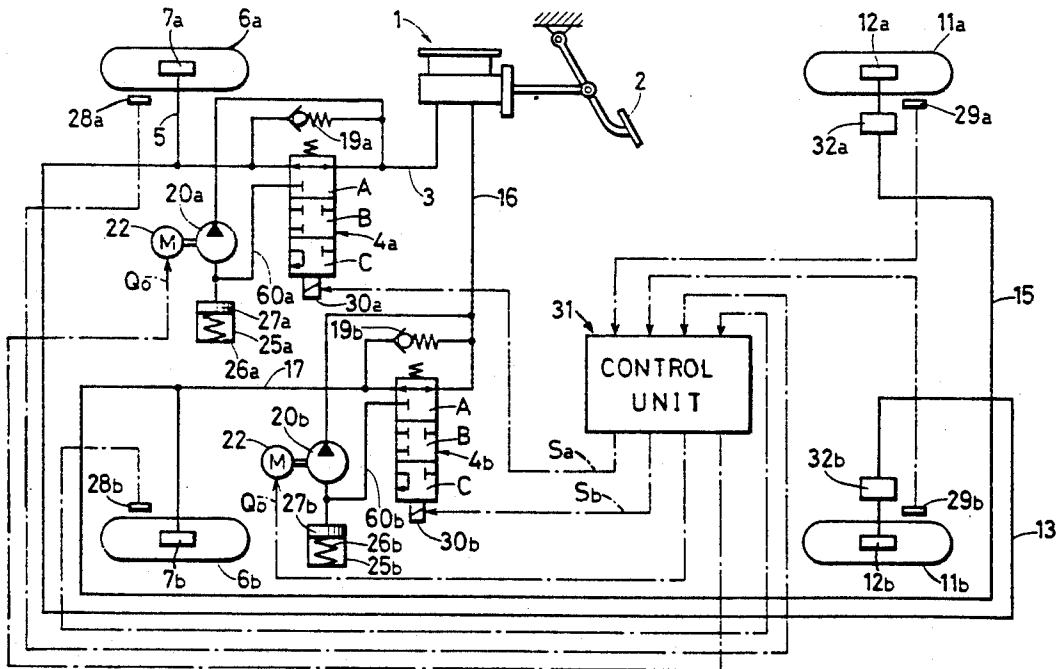 7a
6a
1
12a
11a
2
28a
5
19a
32a
29a
3
16
A
B
4a
C
20a
22
M
Qo
60a
30a
27a
25a
26a
15
31
19b
17
CONTROL
UNIT
A
B
4b
C
20b
22
M
Sa
Sb
32b
28b
29b
Qo
27b
60b
26b
25b
30b
13
7b
6b
12b
11b